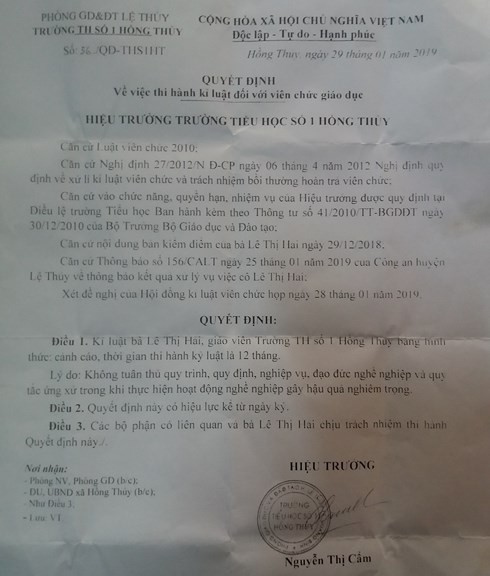 PHÒNG GD&ĐT LỆ THỦY
TRƯỜNG TH SỐ 1 HỒNG THỦY
CỘNG HÒA XÃ HỘI CHỦ NGHĨA VIỆT NAM
Độc lập - Tự do - Hạnh phúc
Số: /QĐ-THS1HT
Hồng Thủy, ngày 29 tháng 01 năm 2019
QUYẾT ĐỊNH
Về việc thi hành kỉ luật đối với viên chức giáo dục
HIỆU TRƯỞNG TRƯỜNG TIỂU HỌC SỐ 1 HỒNG THỦY
Căn cứ Luật viên chức 2010;
Căn cứ Nghị định 27/2012/N Đ-CP ngày 06 tháng 4 năm 2012 Nghị định quy
định về xử lí kỉ luật viên chức và trách nhiệm bồi thường hoàn trả viên chức;
Căn cứ vào chức năng, quyền hạn, nhiệm vụ của Hiệu trưởng được quy định tại
Điều lệ trường Tiểu học Ban hành kèm theo Thông tư số 41/2010/TT-BGDĐT ngày
30/12/2010 của Bộ Trưởng Bộ Giáo dục và Đào tạo;
Căn cứ nội dung bản kiểm điểm của bà Lê Thị Hai ngày 29/12/2018;
Căn cứ Thông báo số 156/CALT ngày 25 tháng 01 năm 2019 của Công an huyện
Lệ Thủy về thông báo kết quả xử lý vụ việc cô Lê Thị Hai;
Xét đề nghị của Hội đồng kỉ luật viên chức họp ngày 28 tháng 01 năm 2019.
QUYẾT ĐỊNH:
Điều 1. Kỉ luật bà Lê Thị Hai, giáo viên Trường TH số 1 Hồng Thủy bằng hình
thức: cảnh cáo, thời gian thi hành kỷ luật là 12 tháng.
Lý do: Không tuân thủ quy trình, quy định, nghiệp vụ, đạo đức nghề nghiệp và quy
tắc ứng xử trong khi thực hiện hoạt động nghề nghiệp gây hậu quả nghiêm trọng.
Điều 2. Quyết định này có hiệu lực kể từ ngày ký.
Điều 3. Các bộ phận có liên quan và bà Lê Thị Hai chịu trách nhiệm thi hành
Quyết định này./.
Nơi nhận:
- Phòng NV, Phòng GD (b/c);
- ĐU, UBND xã Hồng Thủy (b/c);
- Như Điều 3.
- Lưu: VT.
HIỆU TRƯỞNG
TRƯỜNG
TIỂU HỌC SỐ 1
HỒNG THỦY
Nguyễn Thị Cẩm